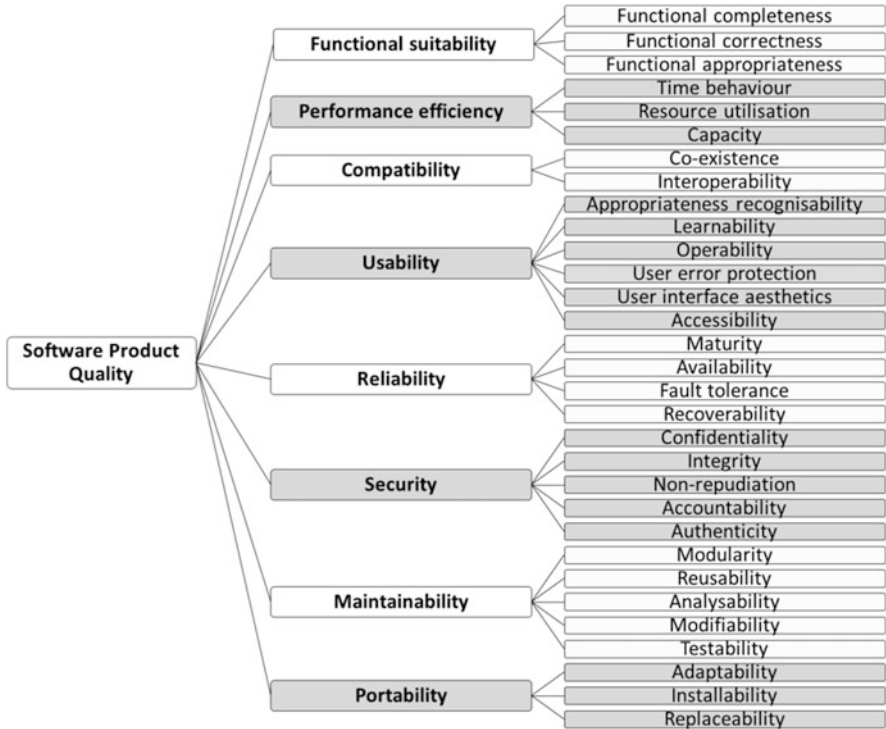 Software Product
Quality
Functional suitability
Functional completeness
Functional correctness
Functional appropriateness
Performance efficiency
Time behaviour
Resource utilisation
Capacity
Compatibility
Co-existence
Interoperability
Usability
Appropriateness recognisability
Learnability
Operability
User error protection
User interface aesthetics
Accessibility
Reliability
Maturity
Availability
Fault tolerance
Recoverability
Security
Confidentiality
Integrity
Non-repudiation
Accountability
Authenticity
Maintainability
Modularity
Reusability
Analysability
Modifiability
Testability
Portability
Adaptability
Installability
Replaceability